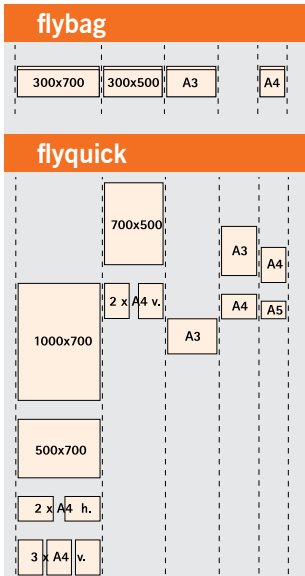 flybag
300x700 300x500 A3 A4
flyquick
700x500
A3
A4
2 x A4 v.
A4
A5
A3
1000x700
500x700
2 x A4 h.
3 x A4 v.